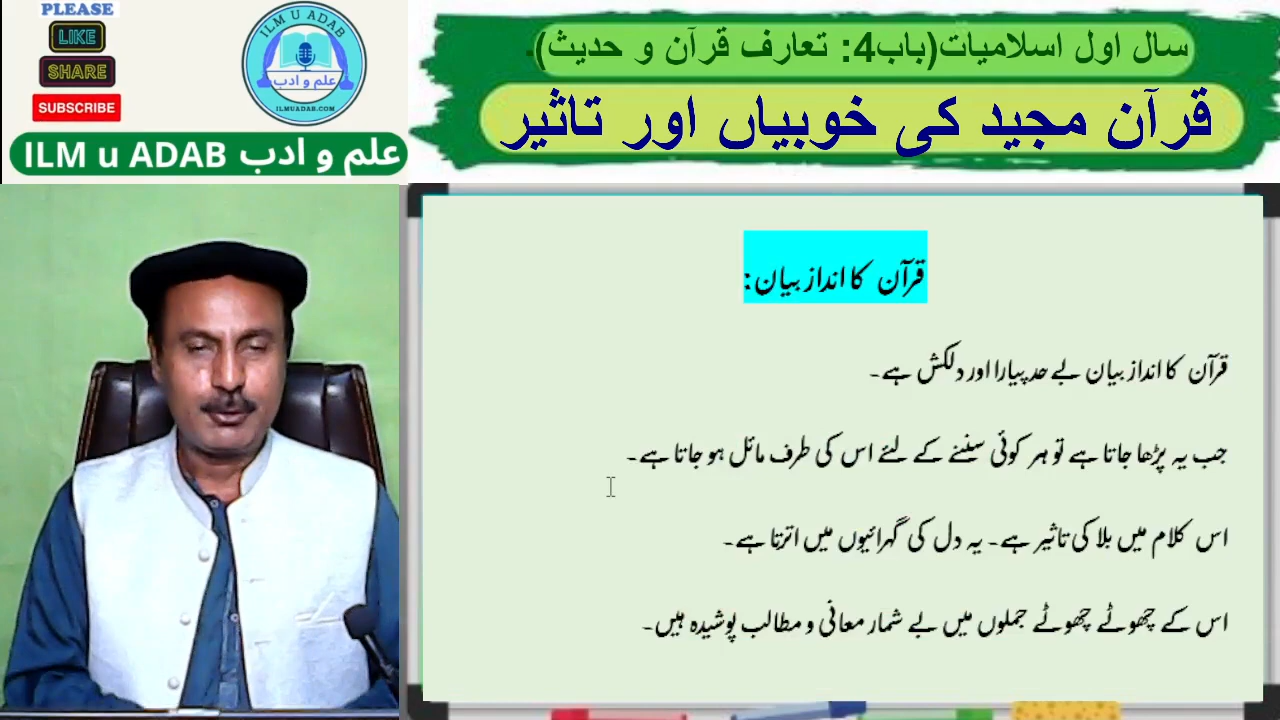 PLEASE
LIKE
SHARE
SUBSCRIBE
ILM U ADAB
علم و ادب
ILMUADAB.COM
ILM u ADAB علم و ادب
سال اول اسلامیات(باب4: تعارف قرآن و حدیث).
قرآن مجید کی خوبیاں اور تاثیر
قرآن کا انداز بیان:
قرآن کا انداز بیان بے حد پیارا اور دلکش ہے۔
جب یہ پڑھا جاتا ہے تو ہر کوئی سننے کے لئے اس کی طرف مائل ہو جاتا ہے۔
اس کلام میں بلا کی تاثیر ہے۔ یہ دل کی گہرائیوں میں اترتا ہے۔
اس کے چھوٹے چھوٹے جملوں میں بے شمار معانی و مطالب پوشیدہ ہیں۔